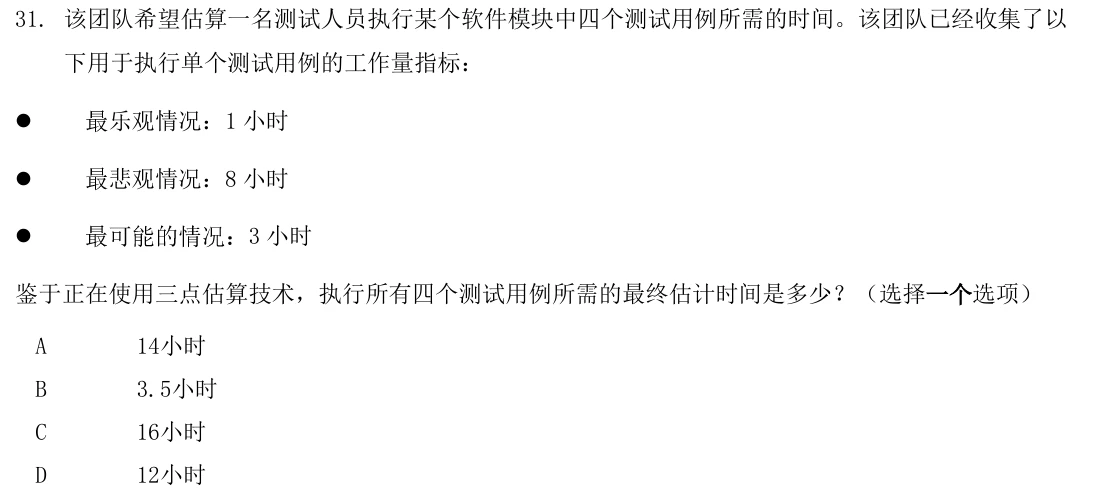 31. 该团队希望估算一名测试人员执行某个软件模块中四个测试用例所需的时间。该团队已经收集了以
下用于执行单个测试用例的工作量指标：
● 最乐观情况：1 小时
● 最悲观情况：8 小时
● 最可能的情况：3 小时
鉴于正在使用三点估算技术，执行所有四个测试用例所需的最终估计时间是多少？（选择一个选项）
A 14小时
B 3.5小时
C 16小时
D 12小时